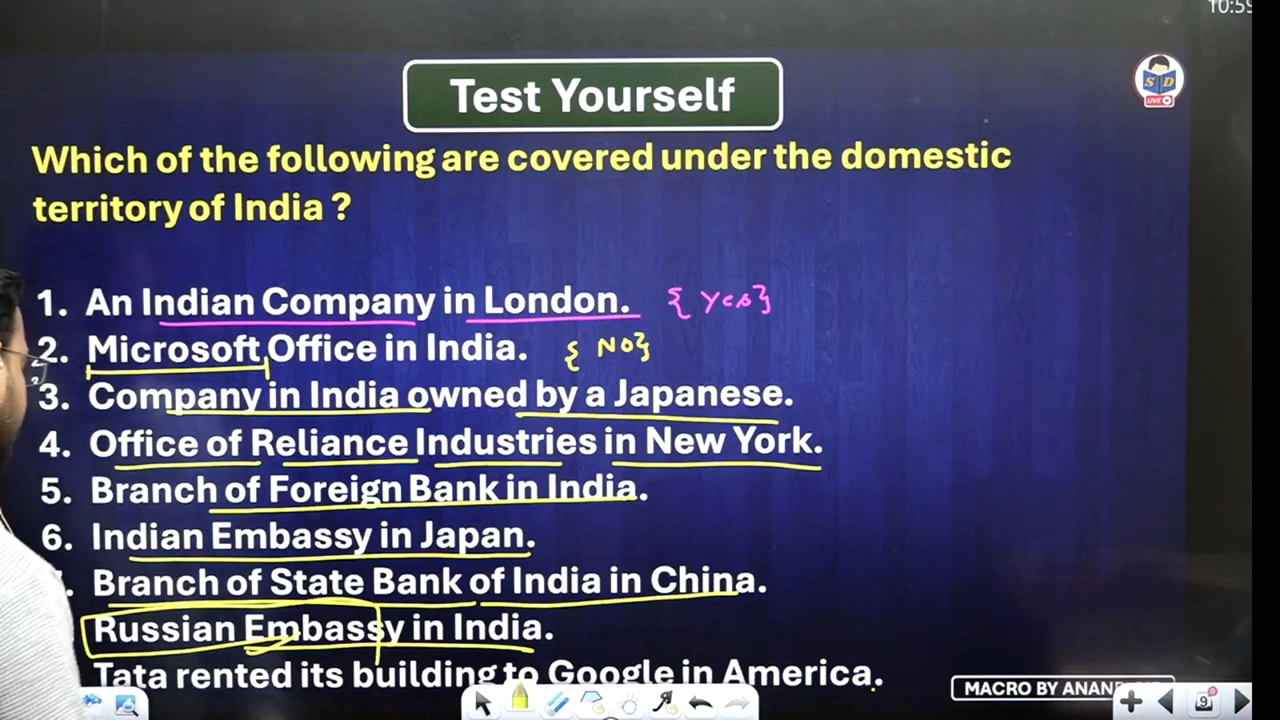 10:59
Test Yourself
S D
LIVE
Which of the following are covered under the domestic
territory of India ?
1. An Indian Company in London. { Yes}
2. Microsoft Office in India. { NO}
3. Company in India owned by a Japanese.
4. Office of Reliance Industries in New York.
5. Branch of Foreign Bank in India.
6. Indian Embassy in Japan.
Branch of State Bank of India in China.
Russian Embassy in India.
Tata rented its building to Google in America.
MACRO BY
9